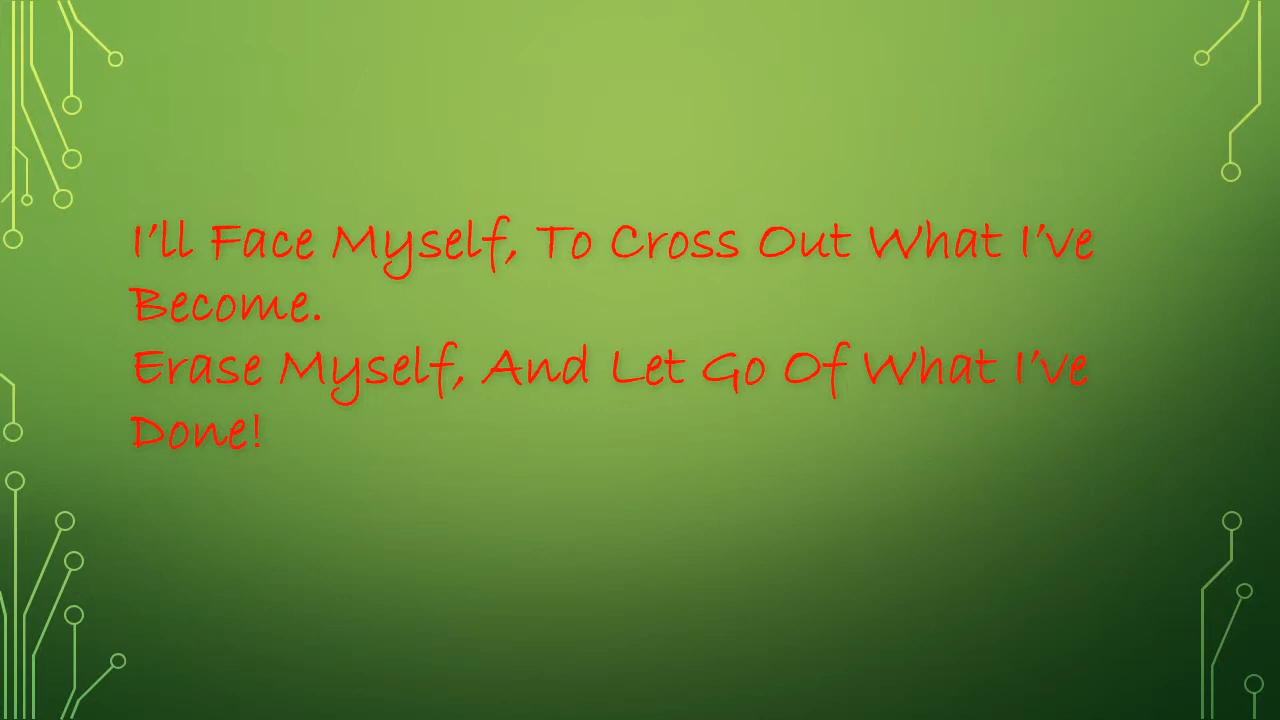 I'll Face Myself, To Cross Out What I've
Become.
Erase Myself, And Let Go Of What I've
Done!